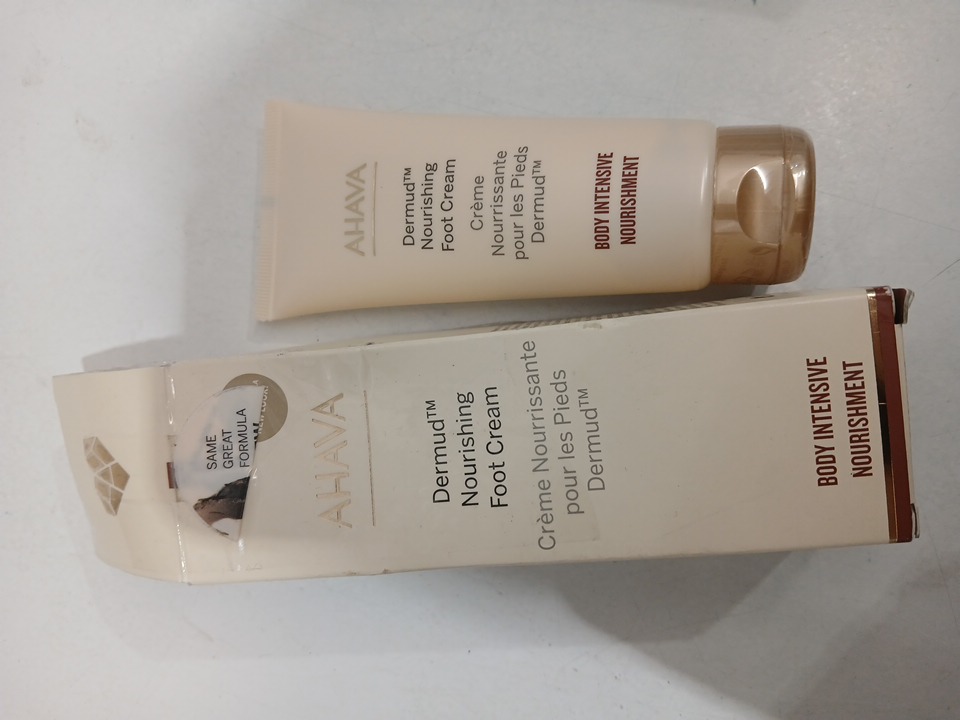 AHAVA
Dermud™
Nourishing
Foot Cream
Crème
Nourrissante
pour les Pieds
Dermud™
BODY INTENSIVE
NOURISHMENT
SAME
GREAT
FORMULA
AHAVA
Dermud™
Nourishing
Foot Cream
Crème Nourrissante
pour les Pieds
Dermud™
BODY INTENSIVE
NOURISHMENT